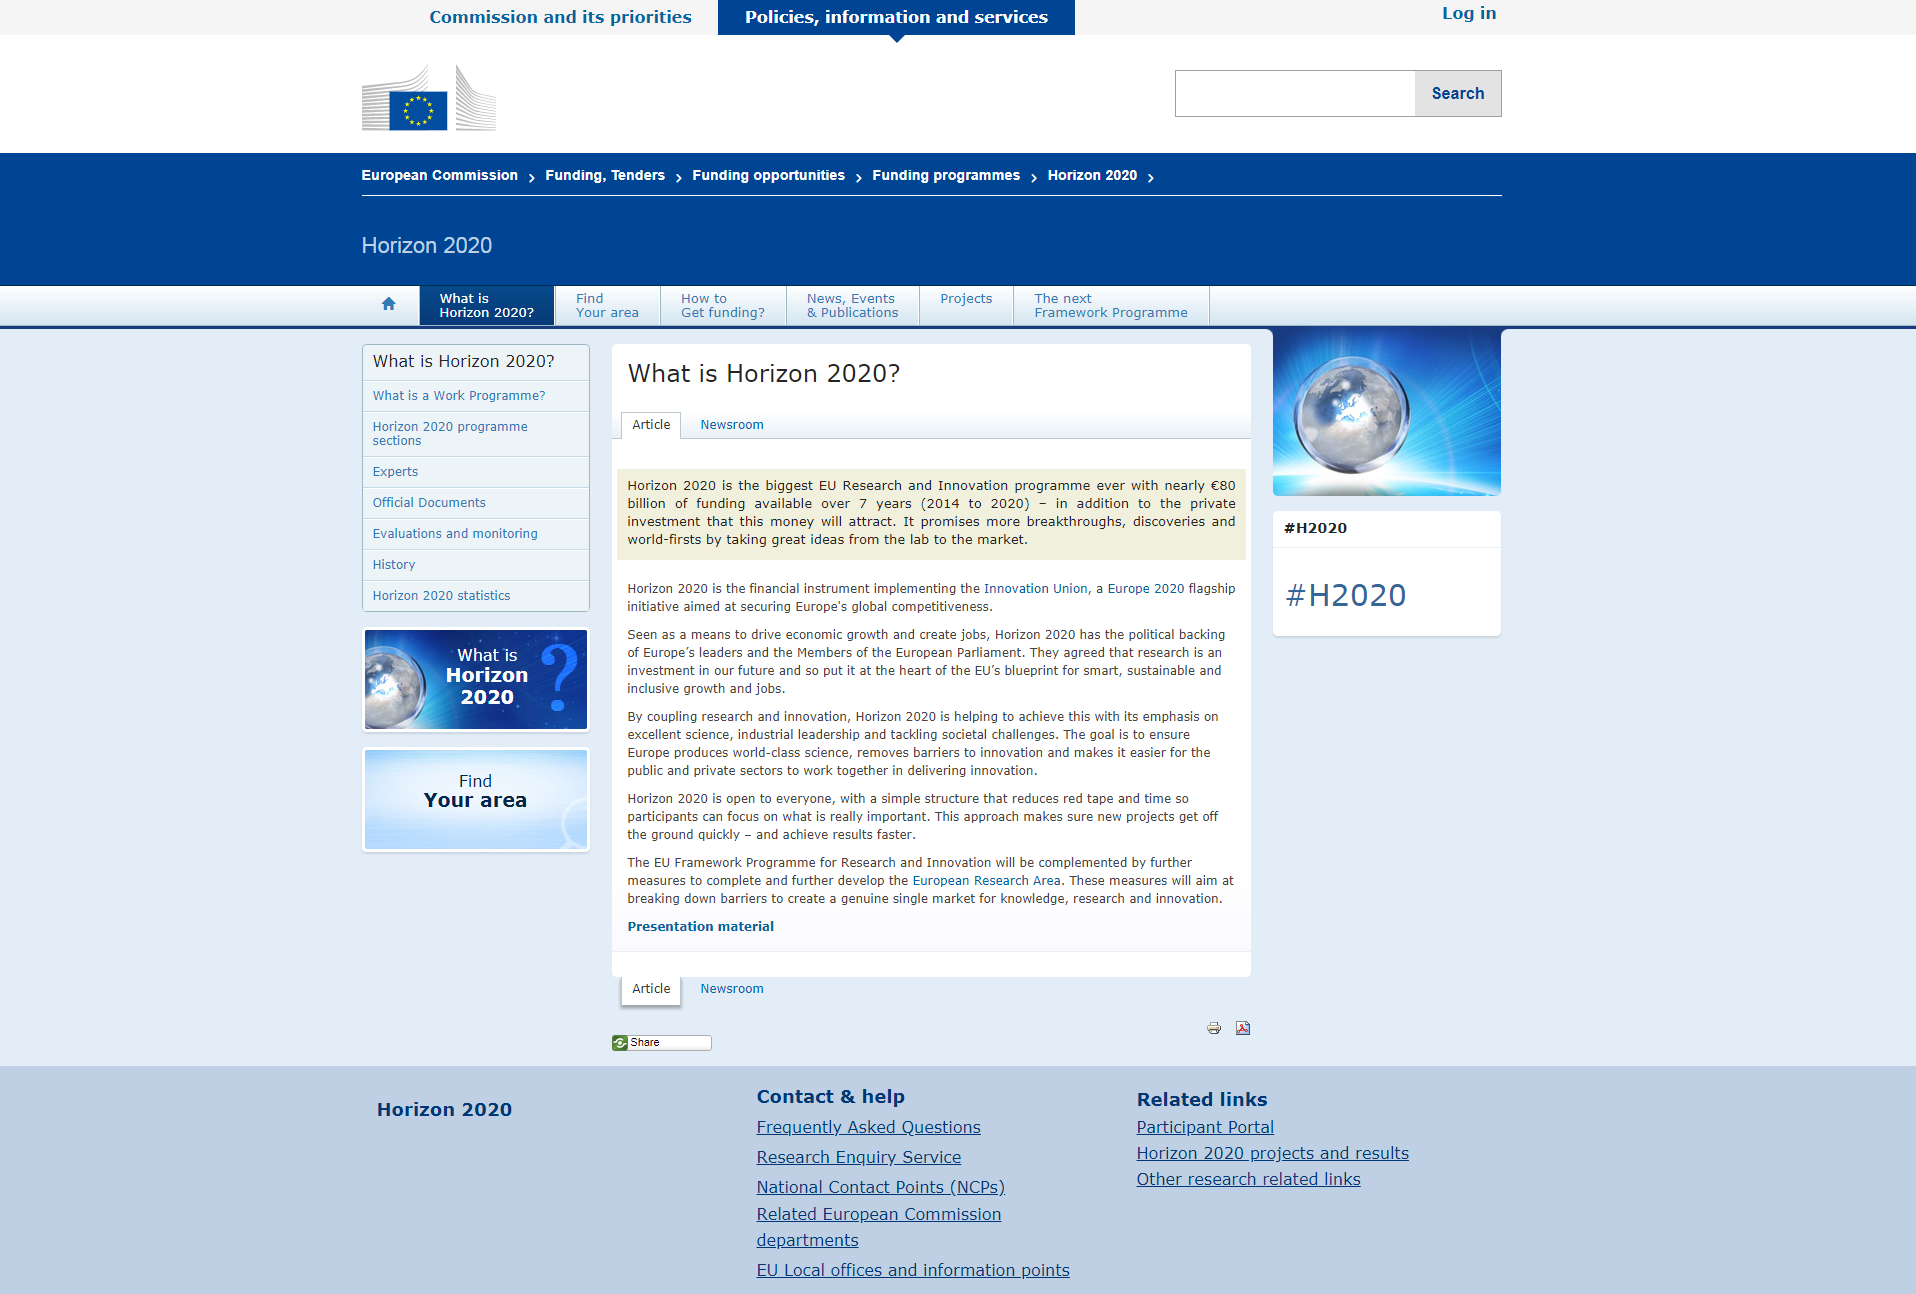 Commission and its priorities
Policies, information and services
Log in
Search
European Commission > Funding, Tenders > Funding opportunities > Funding programmes > Horizon 2020 >
Horizon 2020
What is
Horizon 2020?
Find
Your area
How to
Get funding?
News, Events
& Publications
Projects
The next
Framework Programme
What is Horizon 2020?
What is a Work Programme?
Horizon 2020 programme
sections
Experts
Official Documents
Evaluations and monitoring
History
Horizon 2020 statistics
What is
Horizon
2020
?
Find
Your area
What is Horizon 2020?
Article
Newsroom
Horizon 2020 is the biggest EU Research and Innovation programme ever with nearly €80
billion of funding available over 7 years (2014 to 2020) – in addition to the private
investment that this money will attract. It promises more breakthroughs, discoveries and
world-firsts by taking great ideas from the lab to the market.
Horizon 2020 is the financial instrument implementing the Innovation Union, a Europe 2020 flagship
initiative aimed at securing Europe's global competitiveness.
Seen as a means to drive economic growth and create jobs, Horizon 2020 has the political backing
of Europe’s leaders and the Members of the European Parliament. They agreed that research is an
investment in our future and so put it at the heart of the EU’s blueprint for smart, sustainable and
inclusive growth and jobs.
By coupling research and innovation, Horizon 2020 is helping to achieve this with its emphasis on
excellent science, industrial leadership and tackling societal challenges. The goal is to ensure
Europe produces world-class science, removes barriers to innovation and makes it easier for the
public and private sectors to work together in delivering innovation.
Horizon 2020 is open to everyone, with a simple structure that reduces red tape and time so
participants can focus on what is really important. This approach makes sure new projects get off
the ground quickly – and achieve results faster.
The EU Framework Programme for Research and Innovation will be complemented by further
measures to complete and further develop the European Research Area. These measures will aim at
breaking down barriers to create a genuine single market for knowledge, research and innovation.
Presentation material
Article
Newsroom
Share
#H2020
#H2020
Horizon 2020
Contact & help
Frequently Asked Questions
Research Enquiry Service
National Contact Points (NCPs)
Related European Commission
departments
EU Local offices and information points
Related links
Participant Portal
Horizon 2020 projects and results
Other research related links